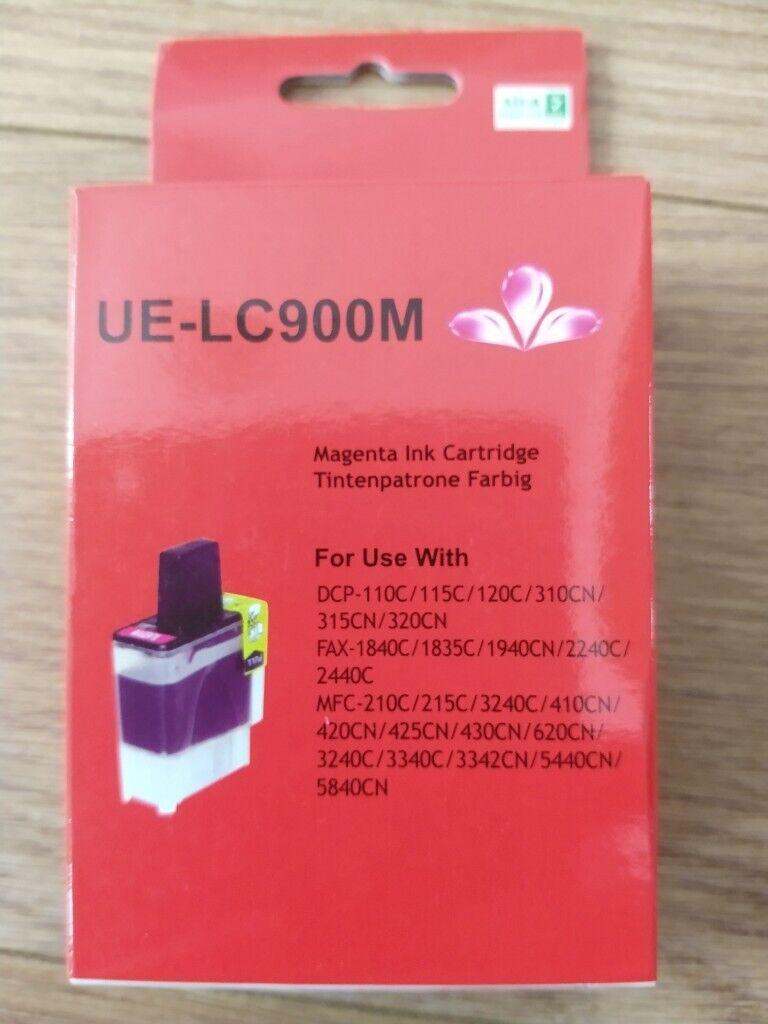 UE-LC900M
Magenta Ink Cartridge
Tintenpatrone Farbig
For Use With
DCP-110C/115C/120C/310CN/
315CN/320CN
FAX-1840C/1835C/1940CN/2240C/
2440C
MFC-210C/215C/3240C/410CN/
420CN/425CN/430CN/620CN/
3240C/3340C/3342CN/5440CN/
5840CN